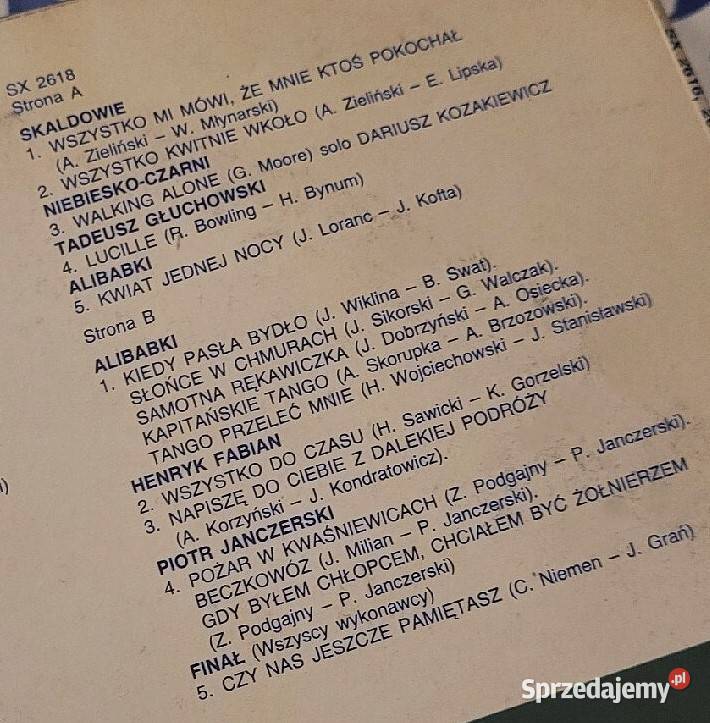 SX 2618
Strona A
SKALDOWIE
1. WSZYSTKO MI MÓWI, ŻE MNIE KTOŚ POKOCHAŁ
(A. Zieliński – W. Młynarski)
2. WSZYSTKO KWITNIE WKOŁO (A. Zieliński – E. Lipska)
NIEBIESKO-CZARNI
3. WALKING ALONE (G. Moore) solo DARIUSZ KOZAKIEWICZ
TADEUSZ GŁUCHOWSKI
4. LUCILLE (R. Bowling – H. Bynum)
ALIBABKI
5. KWIAT JEDNEJ NOCY (J. Loranc – J. Kofta)
Strona B
ALIBABKI
1. KIEDY PASŁA BYDŁO (J. Wiklina – B. Swat).
SŁOŃCE W CHMURACH (J. Sikorski – G. Walczak).
SAMOTNA RĘKAWICZKA (J. Dobrzyński – A. Osiecka).
KAPITAŃSKIE TANGO (A. Skorupka – A. Brzozowski).
TANGO PRZELEĆ MNIE (H. Wojciechowski – J. Stanisławski)
HENRYK FABIAN
2. WSZYSTKO DO CZASU (H. Sawicki – K. Gorzelski)
3. NAPISZĘ DO CIEBIE Z DALEKIEJ PODRÓŻY
(A. Korzyński – J. Kondratowicz).
PIOTR JANCZERSKI
4. POŻAR W KWAŚNIEWICACH (Z. Podgajny – P. Janczerski).
BECZKOWÓZ (J. Milian – P. Janczerski).
GDY BYŁEM CHŁOPCEM, CHCIAŁEM BYĆ ŻOŁNIERZEM
(Z. Podgajny – P. Janczerski)
FINAŁ (Wszyscy wykonawcy)
5. CZY NAS JESZCZE PAMIĘTASZ (C. Niemen – J. Grań)
Sprzedajemy.pl